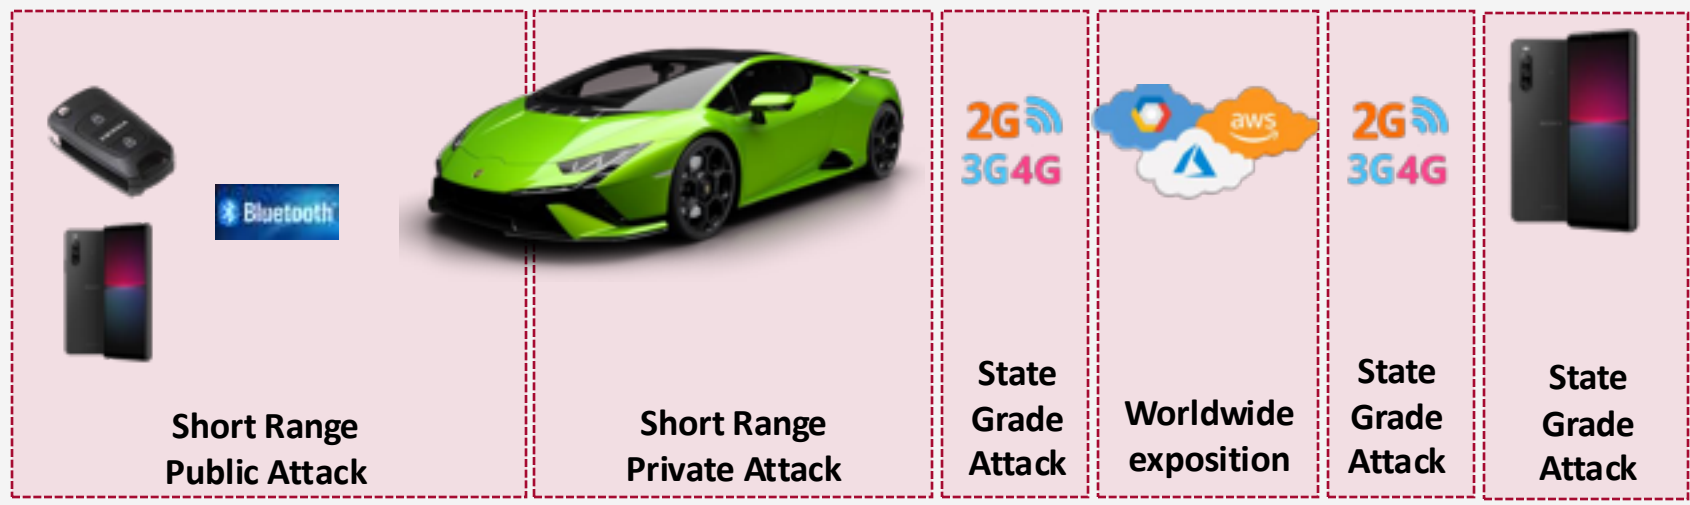 Bluetooth
Short Range
Public Attack
Short Range
Private Attack
2G
3G4G
State
Grade
Attack
aws
Worldwide
exposition
2G
3G4G
State
Grade
Attack
State
Grade
Attack